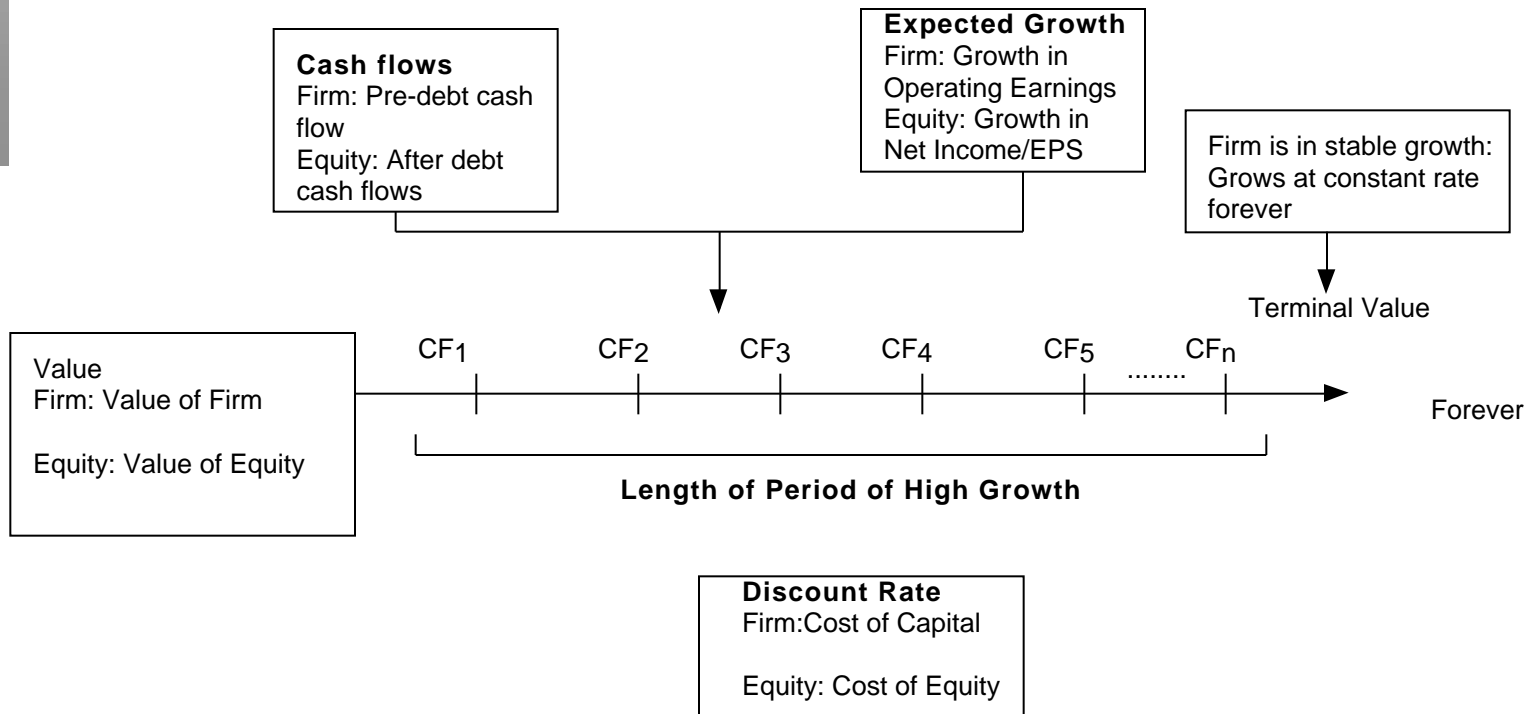 Cash flows
Firm: Pre-debt cash
flow
Equity: After debt
cash flows
Expected Growth
Firm: Growth in
Operating Earnings
Equity: Growth in
Net Income/EPS
Firm is in stable growth:
Grows at constant rate
forever
Terminal Value
CF1 CF2 CF3 CF4 CF5 ........ CFn
Forever
Value
Firm: Value of Firm
Equity: Value of Equity
Length of Period of High Growth
Discount Rate
Firm:Cost of Capital
Equity: Cost of Equity